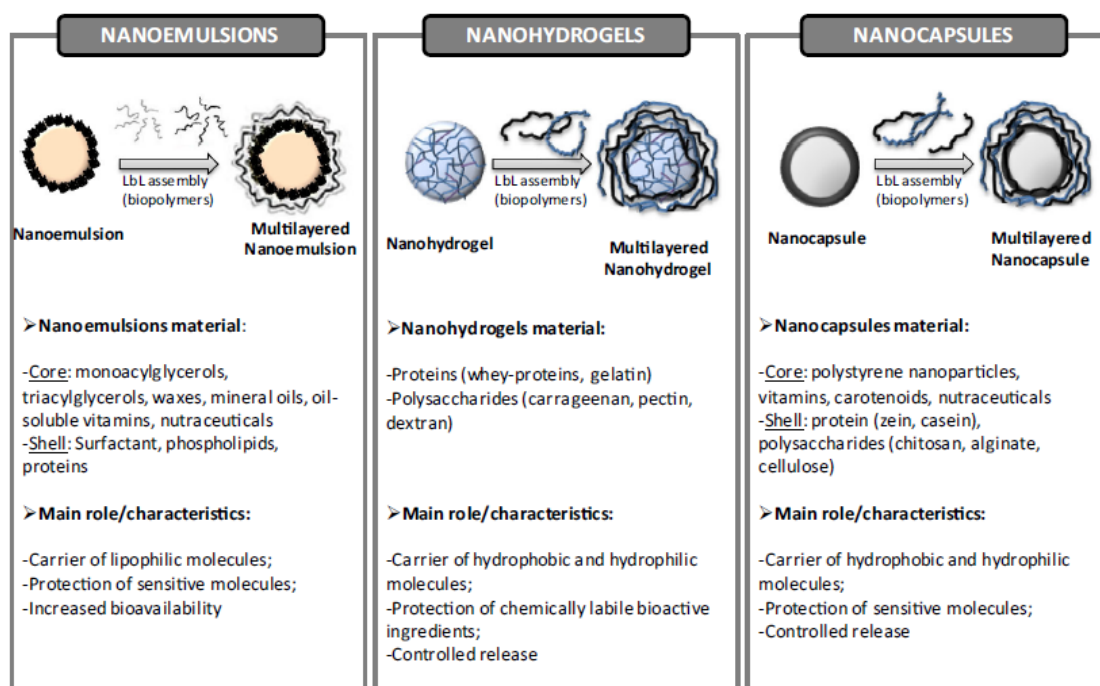 NANOEMULSIONS
LbL assembly
(biopolymers)
Nanoemulsion
Multilayered
Nanoemulsion
➢Nanoemulsions material:
-Core: monoacylglycerols,
triacylglycerols, waxes, mineral oils, oil-
soluble vitamins, nutraceuticals
-Shell: Surfactant, phospholipids,
proteins
➢Main role/characteristics:
-Carrier of lipophilic molecules;
-Protection of sensitive molecules;
-Increased bioavailability
NANOHYDROGELS
LbL assembly
(biopolymers)
Nanohydrogel
Multilayered
Nanohydrogel
➢Nanohydrogels material:
-Proteins (whey-proteins, gelatin)
-Polysaccharides (carrageenan, pectin,
dextran)
➢Main role/characteristics:
-Carrier of hydrophobic and hydrophilic
molecules;
-Protection of chemically labile bioactive
ingredients;
-Controlled release
NANOCAPSULES
LbL assembly
(biopolymers)
Nanocapsule
Multilayered
Nanocapsule
➢Nanocapsules material:
-Core: polystyrene nanoparticles,
vitamins, carotenoids, nutraceuticals
-Shell: protein (zein, casein),
polysaccharides (chitosan, alginate,
cellulose)
➢Main role/characteristics:
-Carrier of hydrophobic and hydrophilic
molecules;
-Protection of sensitive molecules;
-Controlled release